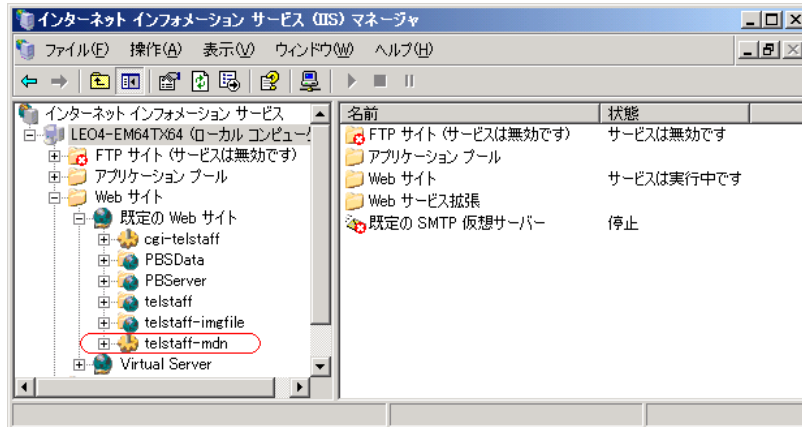 インターネット インフォメーション サービス (IIS) マネージャ
ファイル(F) 操作(A) 表示(V) ウィンドウ(W) ヘルプ(H)
インターネット インフォメーション サービス
LEO4-EM64TX64 (ローカル コンピュー
FTP サイト (サービスは無効です)
アプリケーション プール
Web サイト
既定の Web サイト
cgi-telstaff
PBSData
PBServer
telstaff
telstaff-imgfile
telstaff-mdn
Virtual Server
名前 状態
FTP サイト (サービスは無効です) サービスは無効です
アプリケーション プール
Web サイト サービスは実行中です
Web サービス拡張
既定の SMTP 仮想サーバー 停止